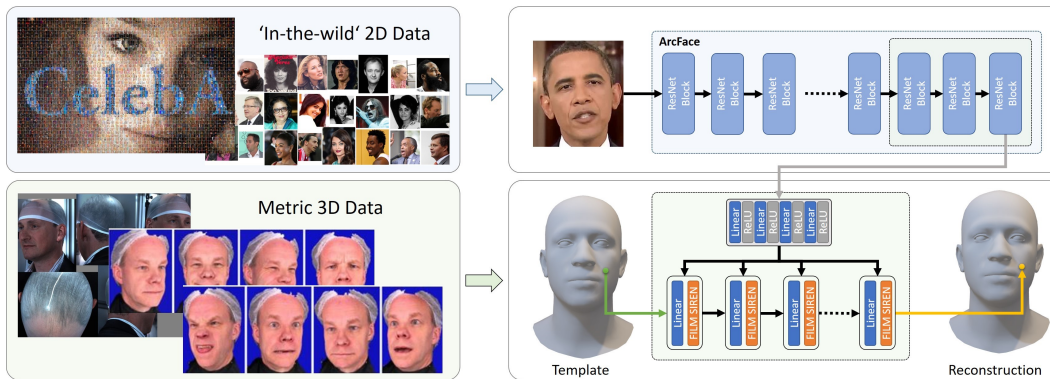 'In-the-wild' 2D Data
CelebA
ArcFace
ResNet Block
ResNet Block
ResNet Block
ResNet Block
ResNet Block
ResNet Block
ResNet Block
Metric 3D Data
Linear
ReLU
Linear
ReLU
Linear
ReLU
Linear
ReLU
Linear
FiLM SIREN
Linear
FiLM SIREN
Linear
FiLM SIREN
Linear
FiLM SIREN
Template
Reconstruction